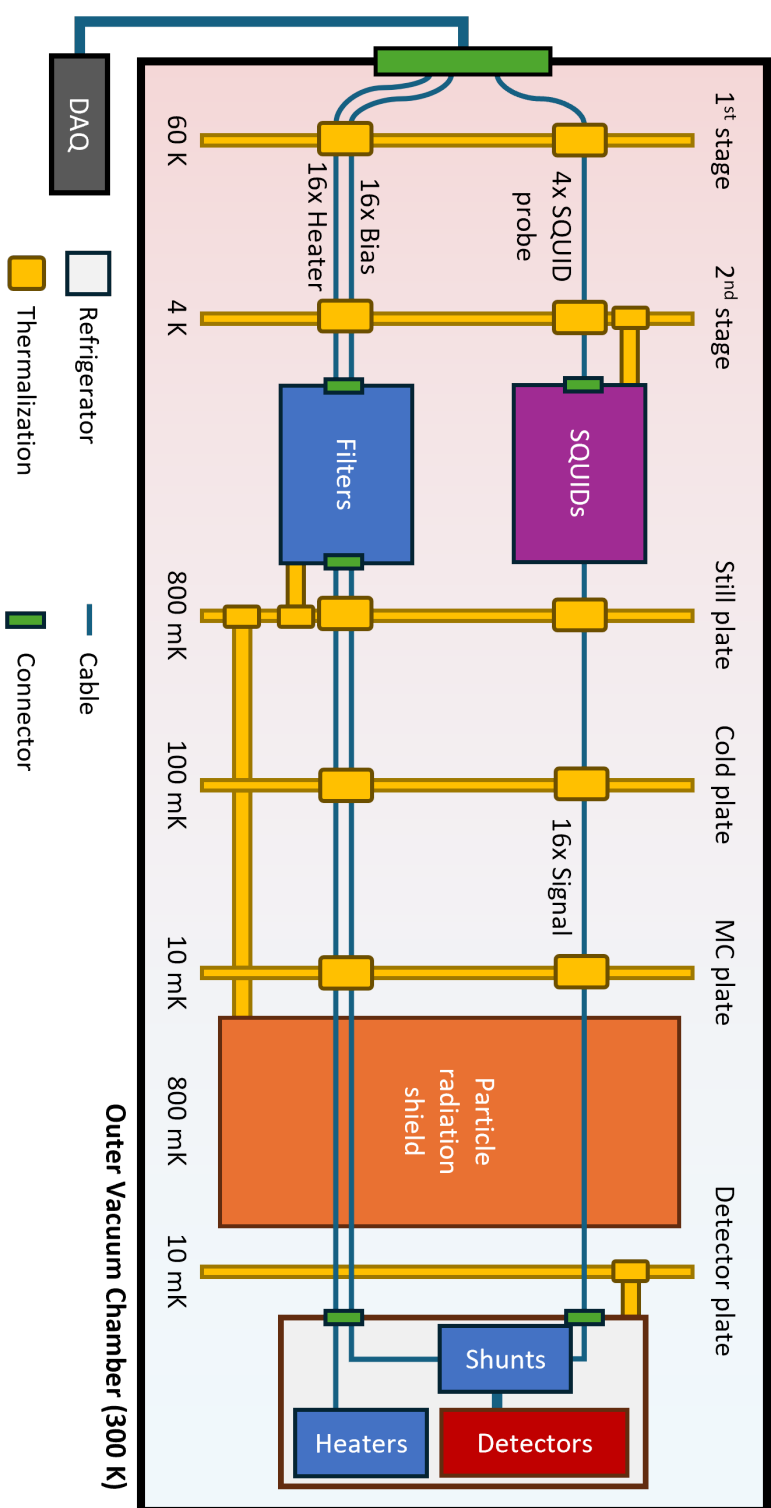 1st stage
2nd stage
Still plate
Cold plate
MC plate
Detector plate
4x SQUID
probe
16x Bias
16x Heater
SQUIDs
Filters
16x Signal
Particle
radiation
shield
Shunts
Heaters
Detectors
60 K
4 K
800 mK
100 mK
10 mK
800 mK
10 mK
Outer Vacuum Chamber (300 K)
DAQ
Refrigerator
Thermalization
Cable
Connector